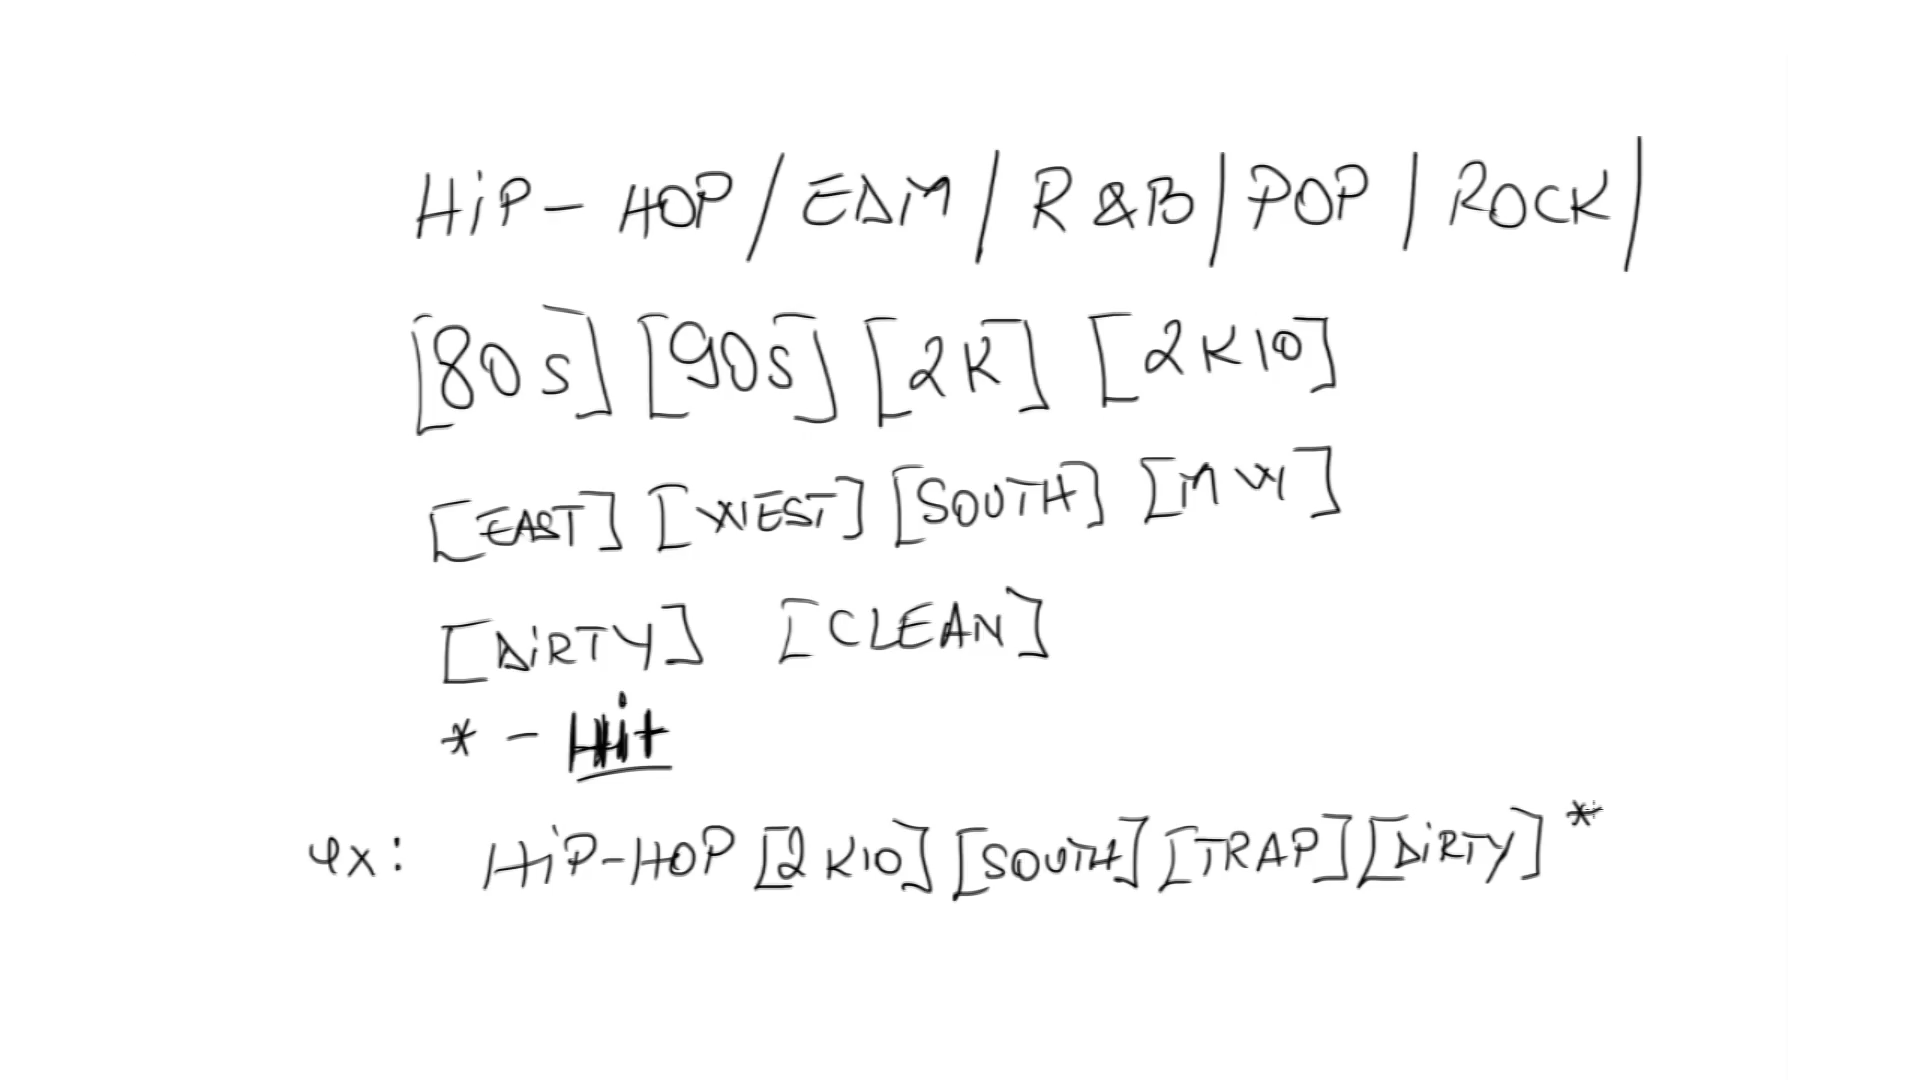 HiP-HOP/EDM/R&B/POP/ROCK/
[80s] [90s] [2K] [2K10]
[EAST] [WEST] [SOUTH] [MW]
[DiRTY] [CLEAN]
* - Hit
ex: HiP-HOP [2K10] [SOUTH] [TRAP] [DiRTY]*